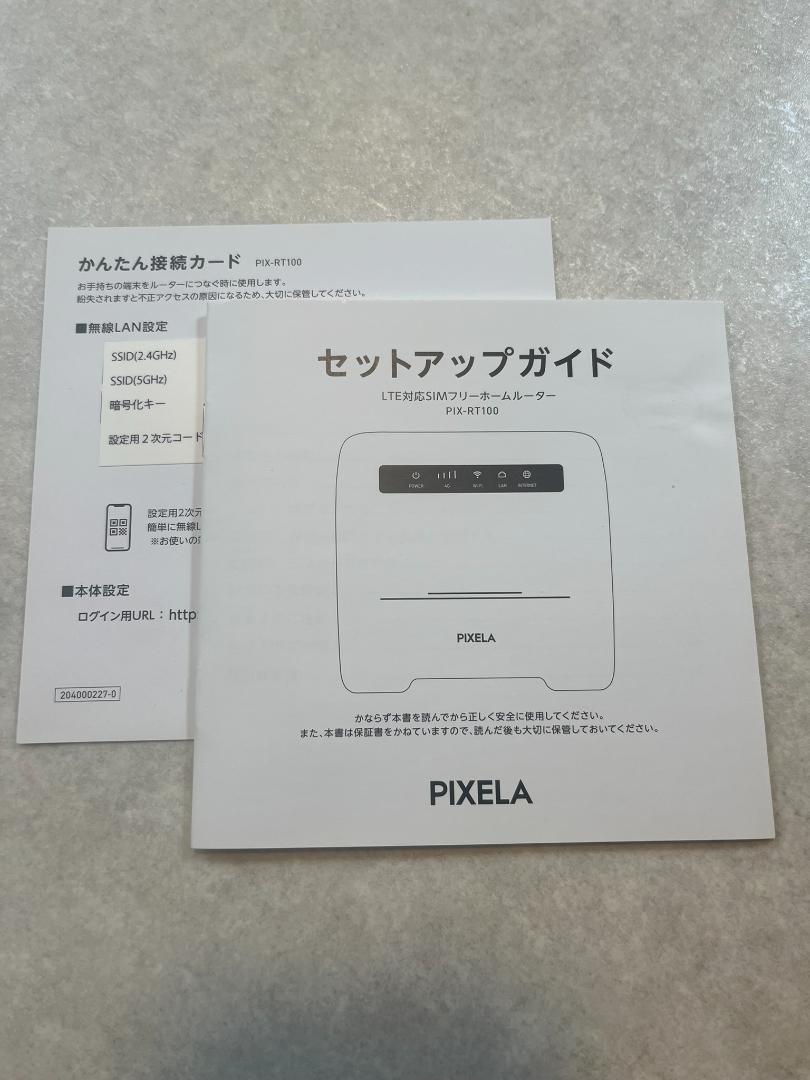 かんたん接続カード PIX-RT100
お手持ちの端末をルーターにつなぐ時に使用します。
紛失されますと不正アクセスの原因になるため、大切に保管してください。
■無線LAN設定
SSID(2.4GHz)
SSID(5GHz)
暗号化キー
設定用2次元コード
設定用2次元
簡単に無線L
※お使いの
■本体設定
ログイン用URL：http:
204000227-0
セットアップガイド
LTE対応SIMフリーホームルーター
PIX-RT100
POWER 4G Wi-Fi LAN INTERNET
PIXELA
かならず本書を読んでから正しく安全に使用してください。
また、本書は保証書をかねていますので、読んだ後も大切に保管しておいてください。
PIXELA